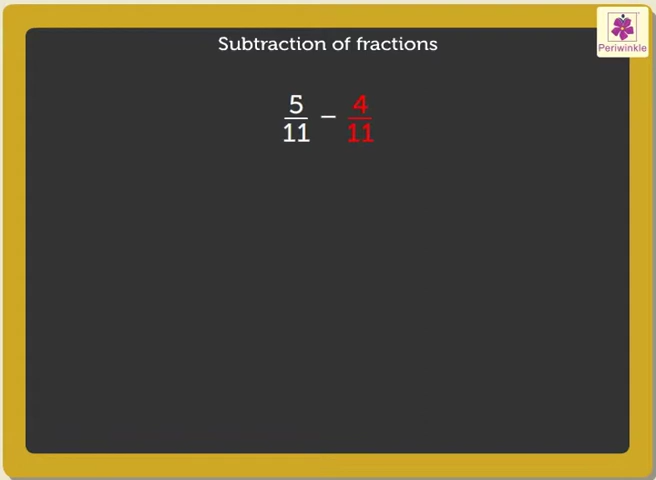 Periwinkle
Subtraction of fractions
5/11 – 4/11